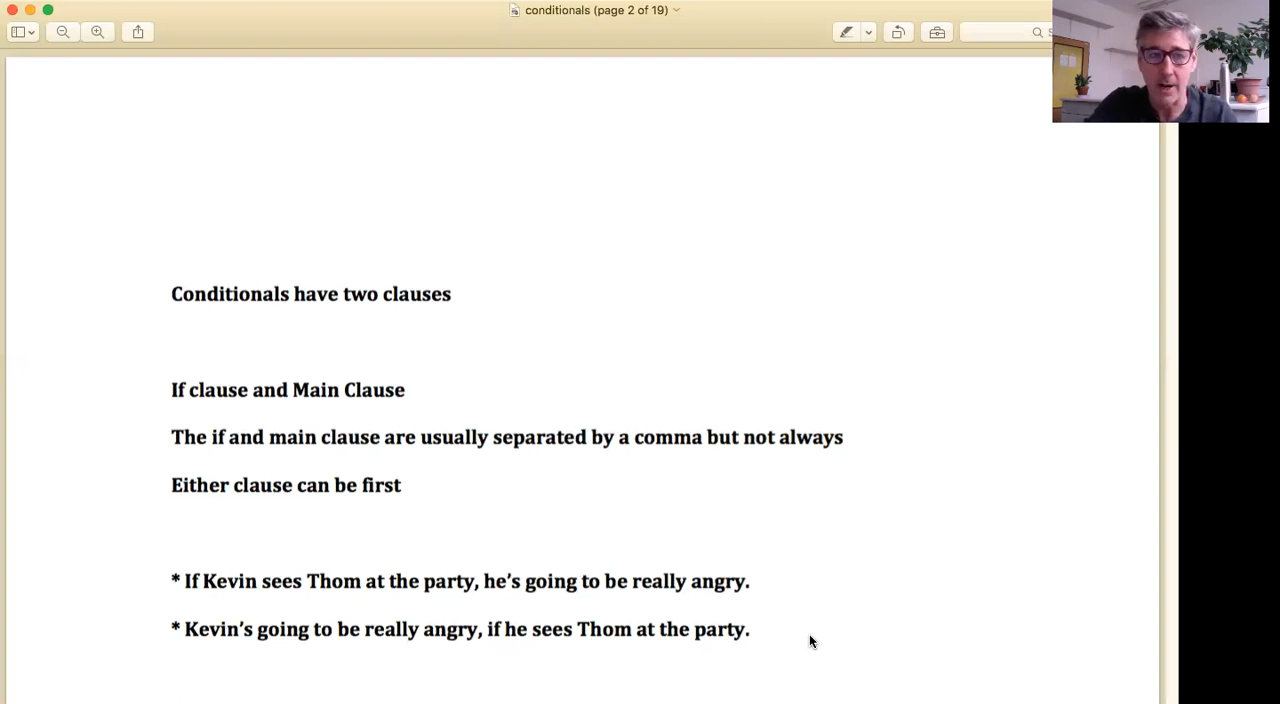 conditionals (page 2 of 19)
S
Conditionals have two clauses
If clause and Main Clause
The if and main clause are usually separated by a comma but not always
Either clause can be first
* If Kevin sees Thom at the party, he’s going to be really angry.
* Kevin’s going to be really angry, if he sees Thom at the party.